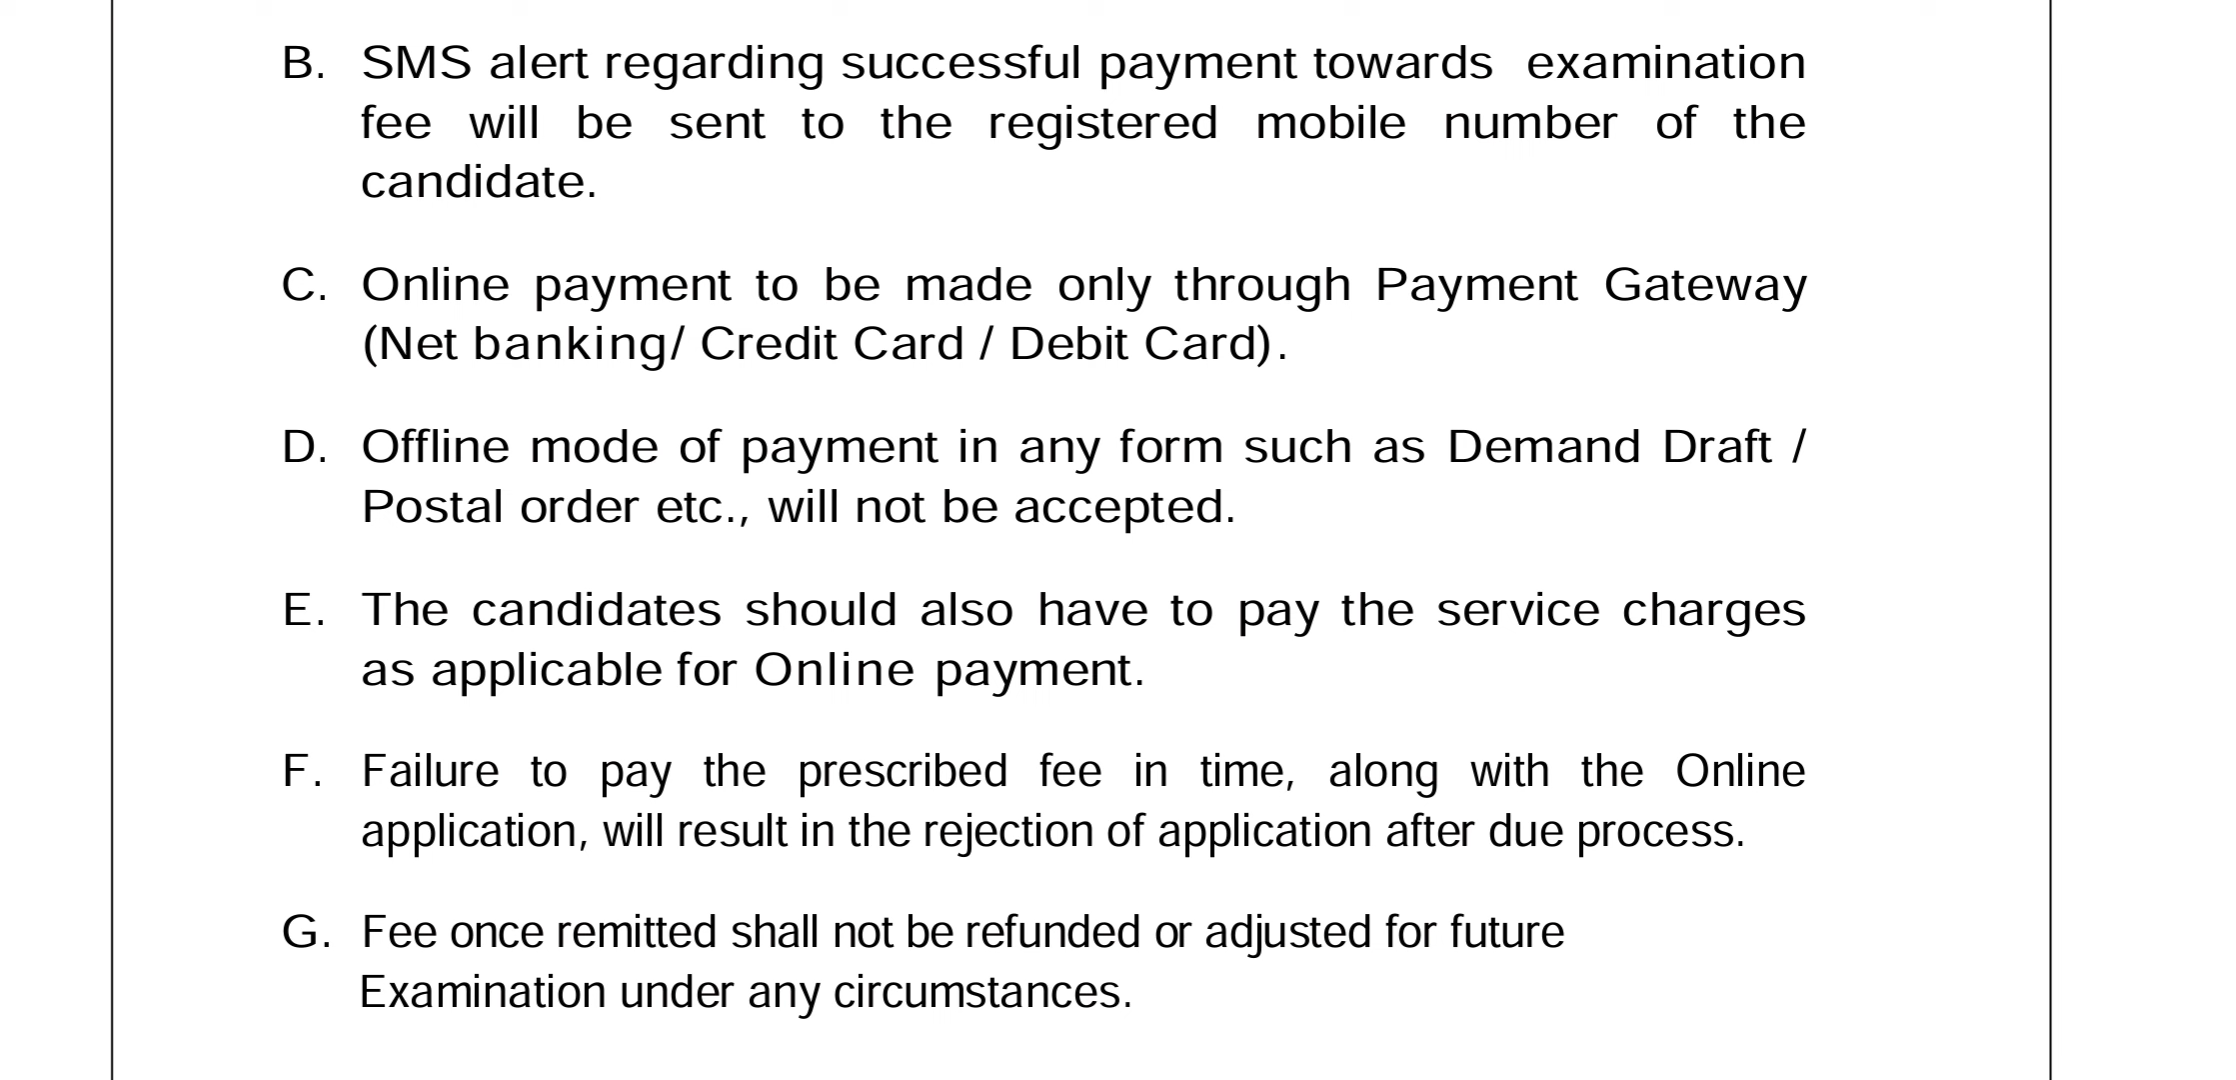 B. SMS alert regarding successful payment towards examination
fee will be sent to the registered mobile number of the
candidate.
C. Online payment to be made only through Payment Gateway
(Net banking/ Credit Card / Debit Card).
D. Offline mode of payment in any form such as Demand Draft /
Postal order etc., will not be accepted.
E. The candidates should also have to pay the service charges
as applicable for Online payment.
F. Failure to pay the prescribed fee in time, along with the Online
application, will result in the rejection of application after due process.
G. Fee once remitted shall not be refunded or adjusted for future
Examination under any circumstances.